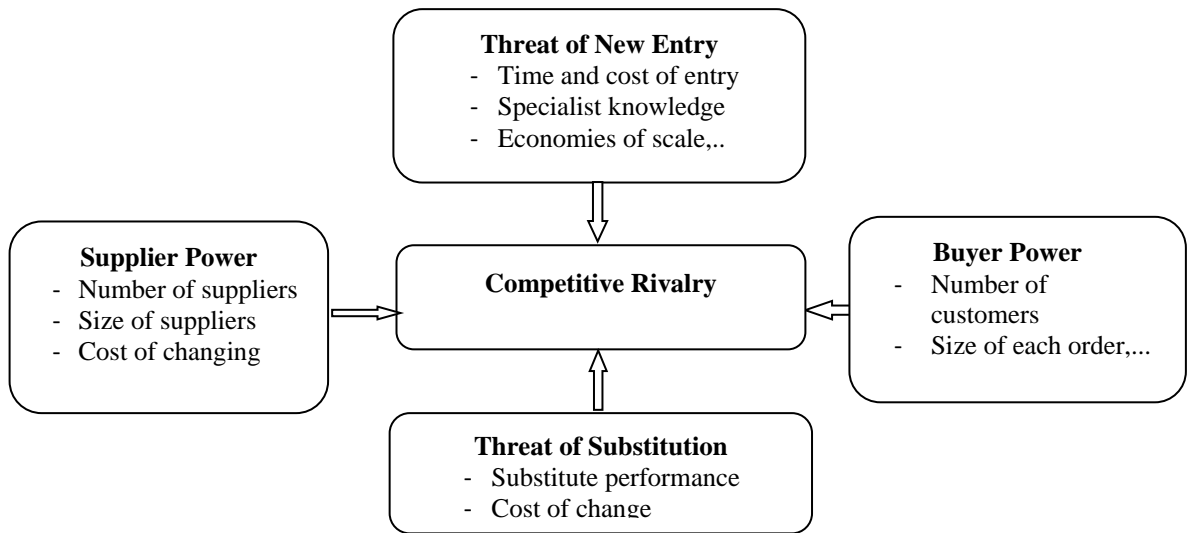 Threat of New Entry
- Time and cost of entry
- Specialist knowledge
- Economies of scale,..
Supplier Power
- Number of suppliers
- Size of suppliers
- Cost of changing
Competitive Rivalry
Buyer Power
- Number of
customers
- Size of each order,...
Threat of Substitution
- Substitute performance
- Cost of change